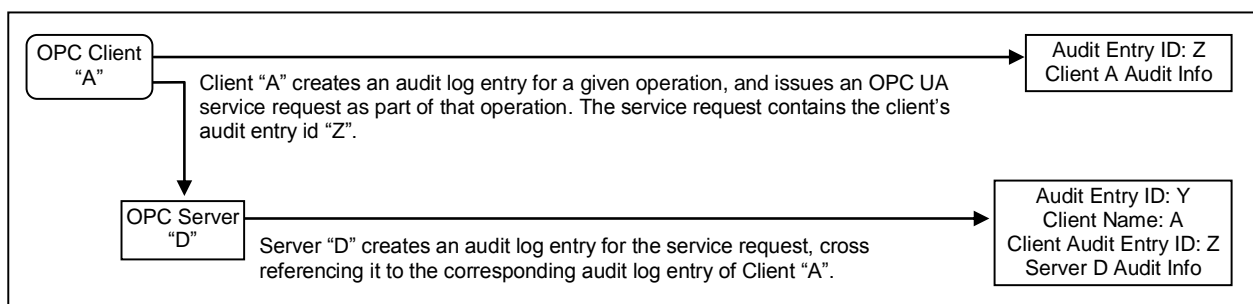 OPC Client
“A”
Audit Entry ID: Z
Client A Audit Info
Client “A” creates an audit log entry for a given operation, and issues an OPC UA
service request as part of that operation. The service request contains the client’s
audit entry id “Z”.
OPC Server
“D”
Audit Entry ID: Y
Client Name: A
Client Audit Entry ID: Z
Server D Audit Info
Server “D” creates an audit log entry for the service request, cross
referencing it to the corresponding audit log entry of Client “A”.